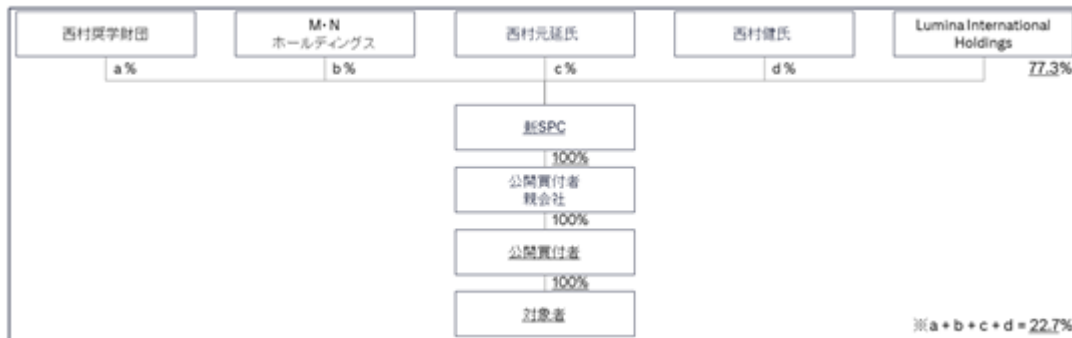 西村奨学財団
M・N
ホールディングス
西村元延氏
西村健氏
Lumina International
Holdings
a%
b%
c%
d%
77.3%
新SPC
100%
公開買付者
親会社
100%
公開買付者
100%
対象者
※a + b + c + d = 22.7%